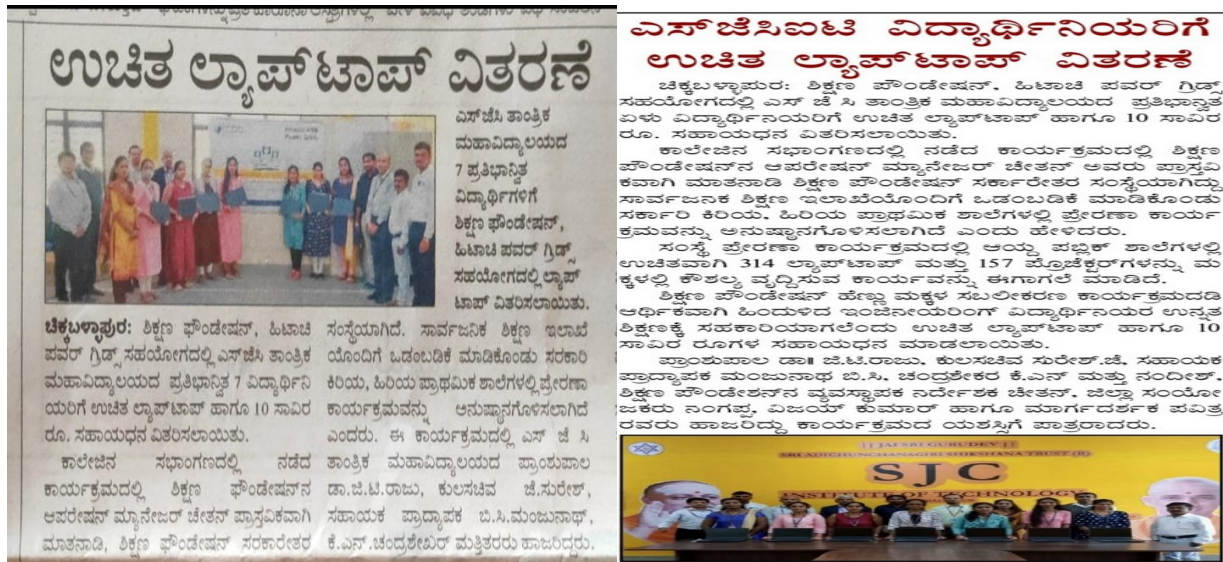 ಉಚಿತ ಲ್ಯಾಪ್‌ಟಾಪ್ ವಿತರಣೆ
ಎಸ್‌ಜೆಸಿ ತಾಂತ್ರಿಕ
ಮಹಾವಿದ್ಯಾಲಯದ
7 ಪ್ರತಿಭಾನ್ವಿತ
ವಿದ್ಯಾರ್ಥಿಗಳಿಗೆ
ಶಿಕ್ಷಣ ಫೌಂಡೇಷನ್,
ಹಿಟಾಚಿ ಪವರ್ ಗ್ರಿಡ್ಸ್
ಸಹಯೋಗದಲ್ಲಿ ಲ್ಯಾಪ್
ಟಾಪ್ ವಿತರಿಸಲಾಯಿತು.
ಚಿಕ್ಕಬಳ್ಳಾಪುರ: ಶಿಕ್ಷಣ ಫೌಂಡೇಷನ್, ಹಿಟಾಚಿ
ಪವರ್ ಗ್ರಿಡ್ಸ್ ಸಹಯೋಗದಲ್ಲಿ ಎಸ್‌ಜೆಸಿ ತಾಂತ್ರಿಕ
ಮಹಾವಿದ್ಯಾಲಯದ ಪ್ರತಿಭಾನ್ವಿತ 7 ವಿದ್ಯಾರ್ಥಿನಿ
ಯರಿಗೆ ಉಚಿತ ಲ್ಯಾಪ್‌ಟಾಪ್ ಹಾಗೂ 10 ಸಾವಿರ
ರೂ. ಸಹಾಯಧನ ವಿತರಿಸಲಾಯಿತು.
ಕಾಲೇಜಿನ ಸಭಾಂಗಣದಲ್ಲಿ ನಡೆದ
ಕಾರ್ಯಕ್ರಮದಲ್ಲಿ ಶಿಕ್ಷಣ ಫೌಂಡೇಷನ್‌ನ
ಆಪರೇಷನ್ ಮ್ಯಾನೇಜರ್ ಚೇತನ್ ಪ್ರಾಸ್ತವಿಕವಾಗಿ
ಮಾತನಾಡಿ, ಶಿಕ್ಷಣ ಫೌಂಡೇಷನ್ ಸರಕಾರೇತರ
ಸಂಸ್ಥೆಯಾಗಿದೆ. ಸಾರ್ವಜನಿಕ ಶಿಕ್ಷಣ ಇಲಾಖೆ
ಯೊಂದಿಗೆ ಒಡಂಬಡಿಕೆ ಮಾಡಿಕೊಂಡು ಸರಕಾರಿ
ಕಿರಿಯ, ಹಿರಿಯ ಪ್ರಾಥಮಿಕ ಶಾಲೆಗಳಲ್ಲಿ ಪ್ರೇರಣಾ
ಕಾರ್ಯಕ್ರಮವನ್ನು ಅನುಷ್ಠಾನಗೊಳಿಸಲಾಗಿದೆ
ಎಂದರು. ಈ ಕಾರ್ಯಕ್ರಮದಲ್ಲಿ ಎಸ್ ಜೆ ಸಿ
ತಾಂತ್ರಿಕ ಮಹಾವಿದ್ಯಾಲಯದ ಪ್ರಾಂಶುಪಾಲ
ಡಾ.ಜಿ.ಟಿ.ರಾಜು, ಕುಲಸಚಿವ ಜೆ.ಸುರೇಶ್,
ಸಹಾಯಕ ಪ್ರಾಧ್ಯಾಪಕ ಬಿ.ಸಿ.ಮಂಜುನಾಥ್,
ಕೆ.ಎನ್.ಚಂದ್ರಶೇಖರ್ ಮತ್ತಿತರರು ಹಾಜರಿದ್ದರು.
ಎಸ್‌ಜೆಸಿಐಟಿ ವಿದ್ಯಾರ್ಥಿನಿಯರಿಗೆ
ಉಚಿತ ಲ್ಯಾಪ್‌ಟಾಪ್ ವಿತರಣೆ
ಚಿಕ್ಕಬಳ್ಳಾಪುರ: ಶಿಕ್ಷಣ ಪೌಂಡೇಷನ್, ಹಿಟಾಚಿ ಪವರ್ ಗ್ರಿಡ್ಸ್
ಸಹಯೋಗದಲ್ಲಿ ಎಸ್ ಜೆ ಸಿ ತಾಂತ್ರಿಕ ಮಹಾವಿದ್ಯಾಲಯದ ಪ್ರತಿಭಾನ್ವಿತ
ಏಳು ವಿದ್ಯಾರ್ಥಿನಿಯರಿಗೆ ಉಚಿತ ಲ್ಯಾಪ್‌ಟಾಪ್ ಹಾಗೂ 10 ಸಾವಿರ
ರೂ. ಸಹಾಯಧನ ವಿತರಿಸಲಾಯಿತು.
ಕಾಲೇಜಿನ ಸಭಾಂಗಣದಲ್ಲಿ ನಡೆದ ಕಾರ್ಯಕ್ರಮದಲ್ಲಿ ಶಿಕ್ಷಣ
ಪೌಂಡೇಷನ್‌ನ ಆಪರೇಷನ್ ಮ್ಯಾನೇಜರ್ ಚೇತನ್ ಅವರು ಪ್ರಾಸ್ತವಿ
ಕವಾಗಿ ಮಾತನಾಡಿ ಶಿಕ್ಷಣ ಪೌಂಡೇಷನ್ ಸರ್ಕಾರೇತರ ಸಂಸ್ಥೆಯಾಗಿದ್ದು
ಸಾರ್ವಜನಿಕ ಶಿಕ್ಷಣ ಇಲಾಖೆಯೊಂದಿಗೆ ಒಡಂಬಡಿಕೆ ಮಾಡಿಕೊಂಡು
ಸರ್ಕಾರಿ ಕಿರಿಯ, ಹಿರಿಯ ಪ್ರಾಥಮಿಕ ಶಾಲೆಗಳಲ್ಲಿ ಪ್ರೇರಣಾ ಕಾರ್ಯ
ಕ್ರಮವನ್ನು ಅನುಷ್ಠಾನಗೊಳಿಸಲಾಗಿದೆ ಎಂದು ಹೇಳಿದರು.
ಸಂಸ್ಥೆ ಪ್ರೇರಣಾ ಕಾರ್ಯಕ್ರಮದಲ್ಲಿ ಆಯ್ದ ಪಬ್ಲಿಕ್ ಶಾಲೆಗಳಲ್ಲಿ
ಉಚಿತವಾಗಿ 314 ಲ್ಯಾಪ್‌ಟಾಪ್ ಮತ್ತು 157 ಪ್ರೊಜೆಕ್ಟರ್‌ಗಳನ್ನು ಮ
ಕ್ಕಳಲ್ಲಿ ಕೌಶಲ್ಯ ವೃದ್ದಿಸುವ ಕಾರ್ಯವನ್ನು ಈಗಾಗಲೆ ಮಾಡಿದೆ.
ಶಿಕ್ಷಣ ಪೌಂಡೇಷನ್ ಹೆಣ್ಣು ಮಕ್ಕಳ ಸಬಲೀಕರಣ ಕಾರ್ಯಕ್ರಮದಡಿ
ಆರ್ಥಿಕವಾಗಿ ಹಿಂದುಳಿದ ಇಂಜಿನೀಯರಿಂಗ್ ವಿದ್ಯಾರ್ಥಿನಿಯರ ಉನ್ನತ
ಶಿಕ್ಷಣಕ್ಕೆ ಸಹಕಾರಿಯಾಗಲೆಂದು ಉಚಿತ ಲ್ಯಾಪ್‌ಟಾಪ್ ಹಾಗೂ 10
ಸಾವಿರ ರೂಗಳ ಸಹಾಯಧನ ಮಾಡಲಾಯಿತು.
ಪ್ರಾಂಶುಪಾಲ ಡಾ॥ ಜಿ.ಟಿ.ರಾಜು, ಕುಲಸಚಿವ ಸುರೇಶ್.ಜೆ, ಸಹಾಯಕ
ಪ್ರಾದ್ಯಾಪಕ ಮಂಜುನಾಥ ಬಿ.ಸಿ, ಚಂದ್ರಶೇಕರ ಕೆ.ಎನ್ ಮತ್ತು ನಂದೀಶ್,
ಶಿಕ್ಷಣ ಪೌಂಡೇಷನ್‌ನ ವ್ಯವಸ್ಥಾಪಕ ನಿರ್ದೇಶಕ ಚೇತನ್, ಜಿಲ್ಲಾ ಸಂಯೋ
ಜಕರು ನಂಗಪ್ಪ, ವಿಜಯ್ ಕುಮಾರ್ ಹಾಗೂ ಮಾರ್ಗದರ್ಶಕ ಪವಿತ್ರ
ರವರು ಹಾಜರಿದ್ದು ಕಾರ್ಯಕ್ರಮದ ಯಶಸ್ಸಿಗೆ ಪಾತ್ರರಾದರು.
|| JAI SRI GURUDEV ||
SRI ADICHUNCHANAGIRI SHIKSHANA TRUST (R)
SJC
INSTITUTE OF TECHNOLOGY